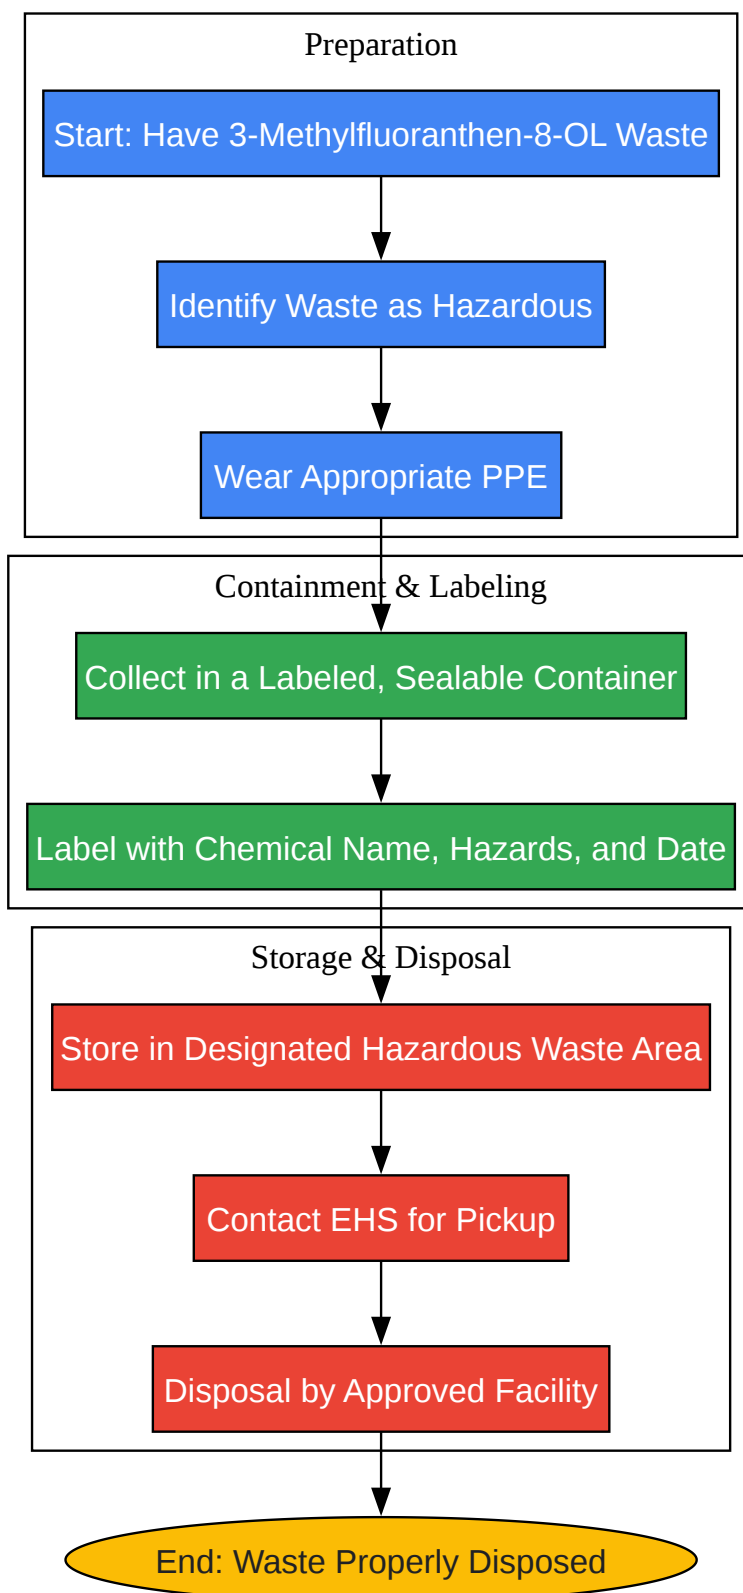 Preparation
Start: Have 3-Methylfluoranthen-8-OL Waste
Identify Waste as Hazardous
Wear Appropriate PPE
Containment & Labeling
Collect in a Labeled, Sealable Container
Label with Chemical Name, Hazards, and Date
Storage & Disposal
Store in Designated Hazardous Waste Area
Contact EHS for Pickup
Disposal by Approved Facility
End: Waste Properly Disposed